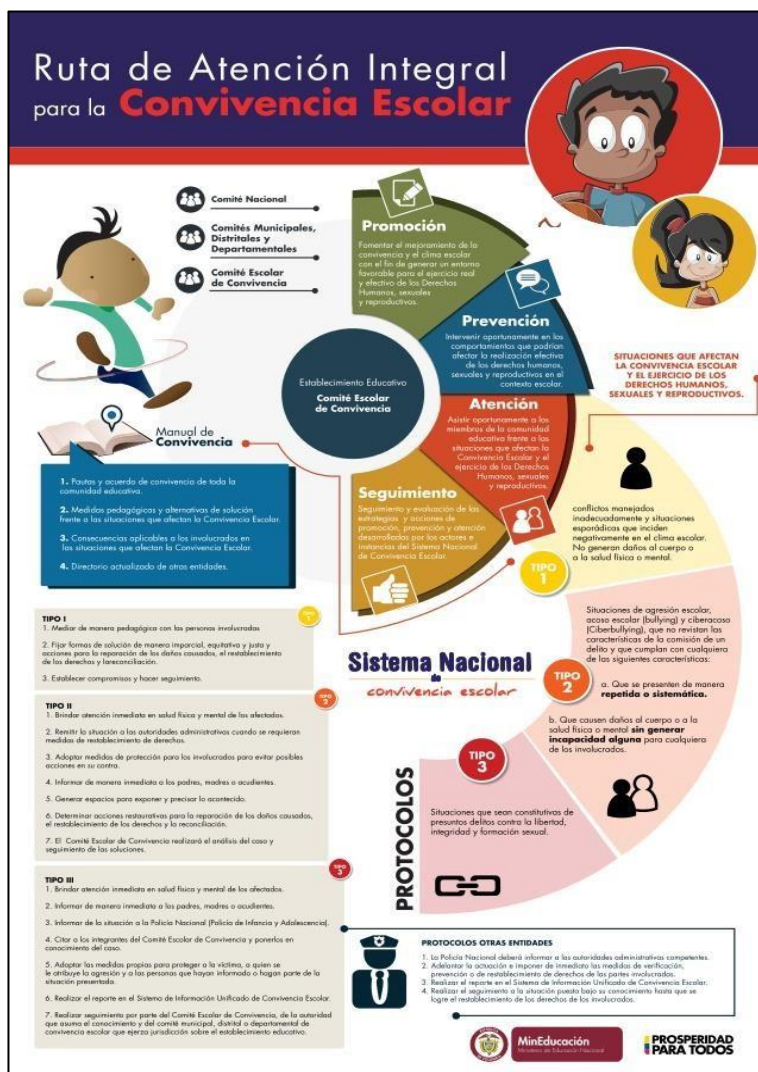 Ruta de Atención Integral
para la Convivencia Escolar
Comité Nacional
Comités Municipales,
Distritales y
Departamentales
Comité Escolar
de Convivencia
Promoción
Fomentar el mejoramiento de la
convivencia y el clima escolar
con el fin de generar un entorno
favorable para el ejercicio real
y efectivo de los Derechos
Humanos, sexuales
y reproductivos.
Prevención
Intervenir oportunamente en los
comportamientos que podrían
afectar la realización efectiva
de los derechos humanos,
sexuales y reproductivos en el
contexto escolar.
Establecimiento Educativo
Comité Escolar
de Convivencia
Atención
Asistir oportunamente a los
miembros de la comunidad
educativa frente a las
situaciones que afectan la
Convivencia Escolar y el
ejercicio de los Derechos
Humanos, sexuales
y reproductivos.
Seguimiento
Seguimiento y evaluación de las
estrategias y acciones de
promoción, prevención y atención
desarrolladas por los actores e
instancias del Sistema Nacional
de Convivencia Escolar.
SITUACIONES QUE AFECTAN
LA CONVIVENCIA ESCOLAR
Y EL EJERCICIO DE LOS
DERECHOS HUMANOS,
SEXUALES Y REPRODUCTIVOS.
Manual de
Convivencia
1. Pautas y acuerdo de convivencia de toda la
comunidad educativa.
2. Medidas pedagógicas y alternativas de solución
frente a las situaciones que afectan la Convivencia Escolar.
3. Consecuencias aplicables a los involucrados en
las situaciones que afectan la Convivencia Escolar.
4. Directorio actualizado de otras entidades.
TIPO
1
conflictos manejados
inadecuadamente y situaciones
esporádicas que inciden
negativamente en el clima escolar.
No generan daños al cuerpo o
a la salud física o mental.
TIPO
2
Situaciones de agresión escolar,
acoso escolar (bullying) y ciberacoso
(Ciberbullying), que no revistan las
características de la comisión de un
delito y que cumplan con cualquiera
de las siguientes características:
a. Que se presenten de manera
repetida o sistemática.
b. Que causen daños al cuerpo o a la
salud física o mental sin generar
incapacidad alguna para cualquiera
de los involucrados.
TIPO
3
Situaciones que sean constitutivas de
presuntos delitos contra la libertad,
integridad y formación sexual.
PROTOCOLOS
Sistema Nacional
de
convivencia escolar
TIPO I
TIPO
1
1. Mediar de manera pedagógica con las personas involucradas
2. Fijar formas de solución de manera imparcial, equitativa y justa y
acciones para la reparación de los daños causados, el restablecimiento
de los derechos y lareconciliación.
3. Establecer compromisos y hacer seguimiento.
TIPO II
TIPO
2
1. Brindar atención inmediata en salud física y mental de los afectados.
2. Remitir la situación a las autoridades administrativas cuando se requieran
medidas de restablecimiento de derechos.
3. Adoptar medidas de protección para los involucrados para evitar posibles
acciones en su contra.
4. Informar de manera inmediata a los padres, madres o acudientes.
5. Generar espacios para exponer y precisar lo acontecido.
6. Determinar acciones restaurativas para la reparación de los daños causados,
el restablecimiento de los derechos y la reconciliación.
7. El Comité Escolar de Convivencia realizará el análisis del caso y
seguimiento de las soluciones.
TIPO III
TIPO
3
1. Brindar atención inmediata en salud física y mental de los afectados.
2. Informar de manera inmediata a los padres, madres o acudientes.
3. Informar de la situación a la Policía Nacional (Policía de Infancia y Adolescencia).
4. Citar a los integrantes del Comité Escolar de Convivencia y ponerlos en
conocimiento del caso.
5. Adoptar las medidas propias para proteger a la víctima, a quien se
le atribuye la agresión y a las personas que hayan informado o hagan parte de la
situación presentada.
6. Realizar el reporte en el Sistema de Información Unificado de Convivencia Escolar.
7. Realizar seguimiento por parte del Comité Escolar de Convivencia, de la autoridad
que asuma el conocimiento y del comité municipal, distrital o departamental de
convivencia escolar que ejerza jurisdicción sobre el establecimiento educativo.
PROTOCOLOS OTRAS ENTIDADES
1. La Policía Nacional deberá informar a las autoridades administrativas competentes.
2. Adelantar la actuación e imponer de inmediato las medidas de verificación,
prevención o de restablecimiento de derechos de las partes involucradas.
3. Realizar el reporte en el Sistema de Información Unificado de Convivencia Escolar.
4. Realizar el seguimiento a la situación puesta bajo su conocimiento hasta que se
logre el restablecimiento de los derechos de los involucrados.
MinEducación
Ministerio de Educación Nacional
PROSPERIDAD
PARA TODOS